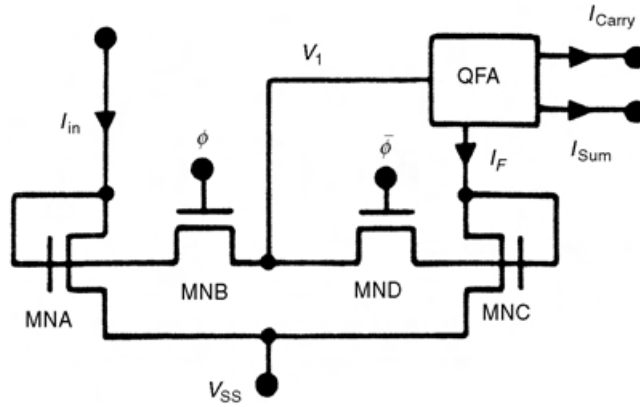 I_Carry
V_1
QFA
I_in
ϕ
ϕ̄
I_F
I_Sum
MNA
MNB
MND
MNC
V_SS